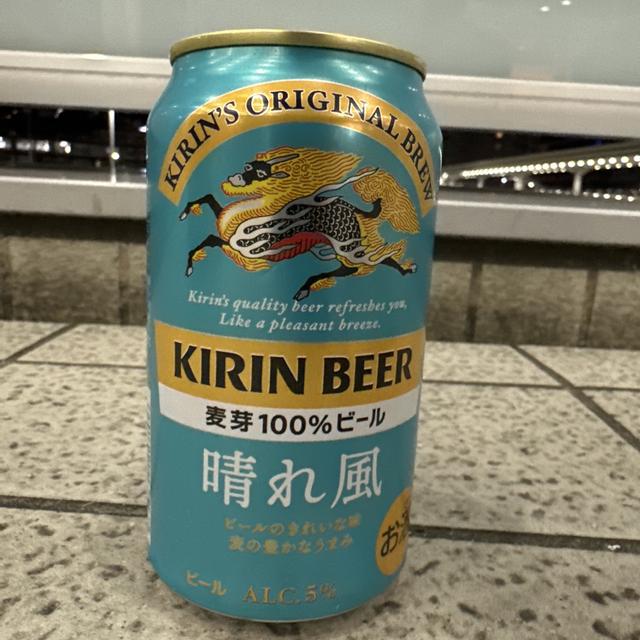 KIRIN'S ORIGINAL BREW
Kirin's quality beer refreshes you,
Like a pleasant breeze.
KIRIN BEER
麦芽100%ビール
晴れ風
ビールのきれいな味
麦の豊かなうまみ
お酒
ビール ALC.5%